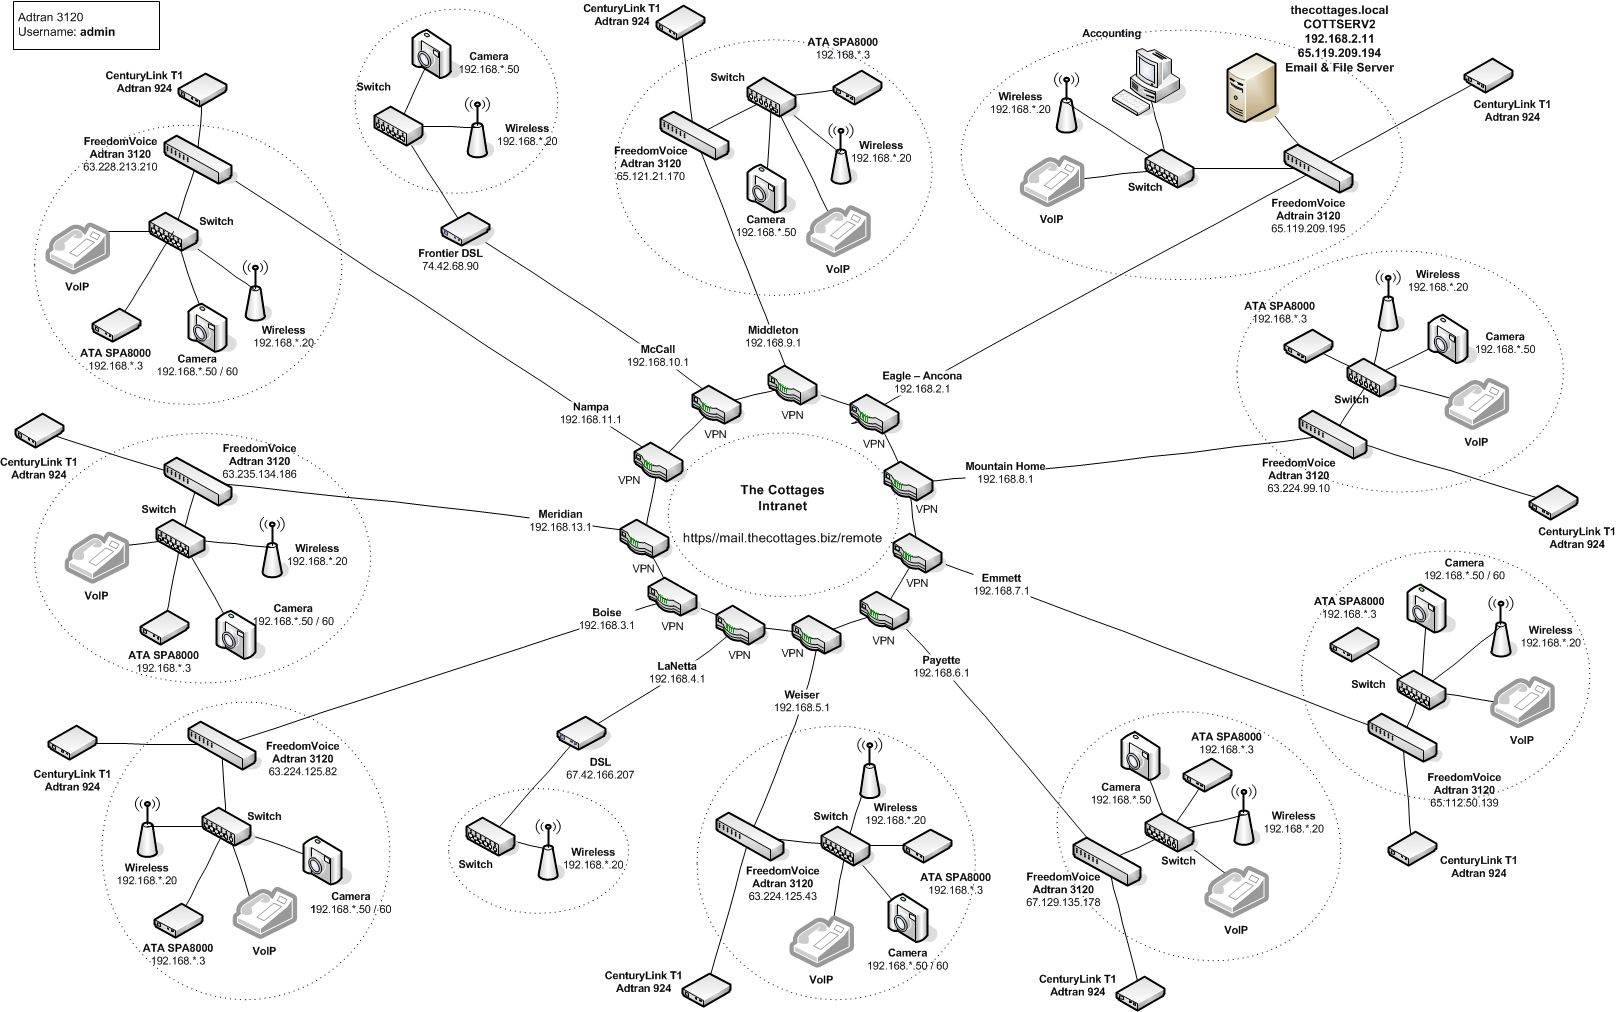 Adtran 3120
Username: admin
CenturyLink T1
Adtran 924
FreedomVoice
Adtran 3120
63.228.213.210
Switch
VoIP
ATA SPA8000
192.168.*.3
Camera
192.168.*.50 / 60
Wireless
192.168.*.20
Camera
192.168.*.50
Switch
Wireless
192.168.*.20
Frontier DSL
74.42.68.90
CenturyLink T1
Adtran 924
ATA SPA8000
192.168.*.3
Switch
FreedomVoice
Adtran 3120
65.121.21.170
Wireless
192.168.*.20
Camera
192.168.*.50
VoIP
thecottages.local
COTTSERV2
192.168.2.11
65.119.209.194
Email & File Server
Accounting
Wireless
192.168.*.20
VoIP
Switch
CenturyLink T1
Adtran 924
FreedomVoice
Adtrain 3120
65.119.209.195
Wireless
192.168.*.20
ATA SPA8000
192.168.*.3
Camera
192.168.*.50
Switch
VoIP
FreedomVoice
Adtran 3120
63.224.99.10
CenturyLink T1
Adtran 924
Middleton
192.168.9.1
McCall
192.168.10.1
Eagle – Ancona
192.168.2.1
Nampa
192.168.11.1
Mountain Home
192.168.8.1
Meridian
192.168.13.1
Emmett
192.168.7.1
Boise
192.168.3.1
Payette
192.168.6.1
LaNetta
192.168.4.1
Weiser
192.168.5.1
VPN
VPN
VPN
VPN
VPN
VPN
VPN
VPN
VPN
VPN
VPN
The Cottages
Intranet
https//mail.thecottages.biz/remote
CenturyLink T1
Adtran 924
FreedomVoice
Adtran 3120
63.235.134.186
Switch
VoIP
Wireless
192.168.*.20
Camera
192.168.*.50 / 60
ATA SPA8000
192.168.*.3
Camera
192.168.*.50 / 60
ATA SPA8000
192.168.*.3
Wireless
192.168.*.20
Switch
VoIP
FreedomVoice
Adtran 3120
65.112.50.139
CenturyLink T1
Adtran 924
CenturyLink T1
Adtran 924
FreedomVoice
Adtran 3120
63.224.125.82
Switch
Wireless
192.168.*.20
Camera
192.168.*.50 / 60
ATA SPA8000
192.168.*.3
VoIP
DSL
67.42.166.207
Switch
Wireless
192.168.*.20
Wireless
192.168.*.20
Switch
FreedomVoice
Adtran 3120
63.224.125.43
ATA SPA8000
192.168.*.3
Camera
192.168.*.50 / 60
VoIP
CenturyLink T1
Adtran 924
ATA SPA8000
192.168.*.3
Camera
192.168.*.50
Wireless
192.168.*.20
Switch
FreedomVoice
Adtran 3120
67.129.135.178
VoIP
CenturyLink T1
Adtran 924